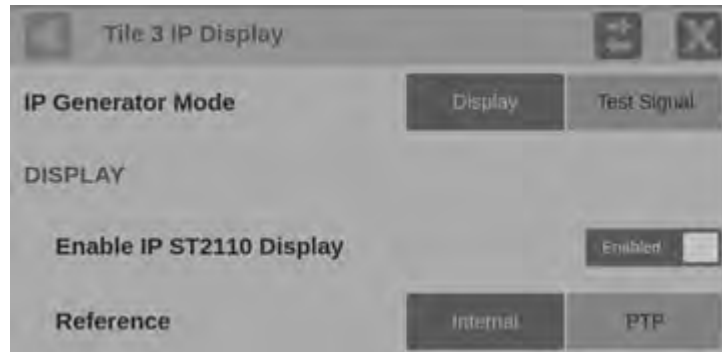 Tile 3 IP Display
IP Generator Mode
Display
Test Signal
DISPLAY
Enable IP ST2110 Display
Enabled
Reference
Internal
PTP